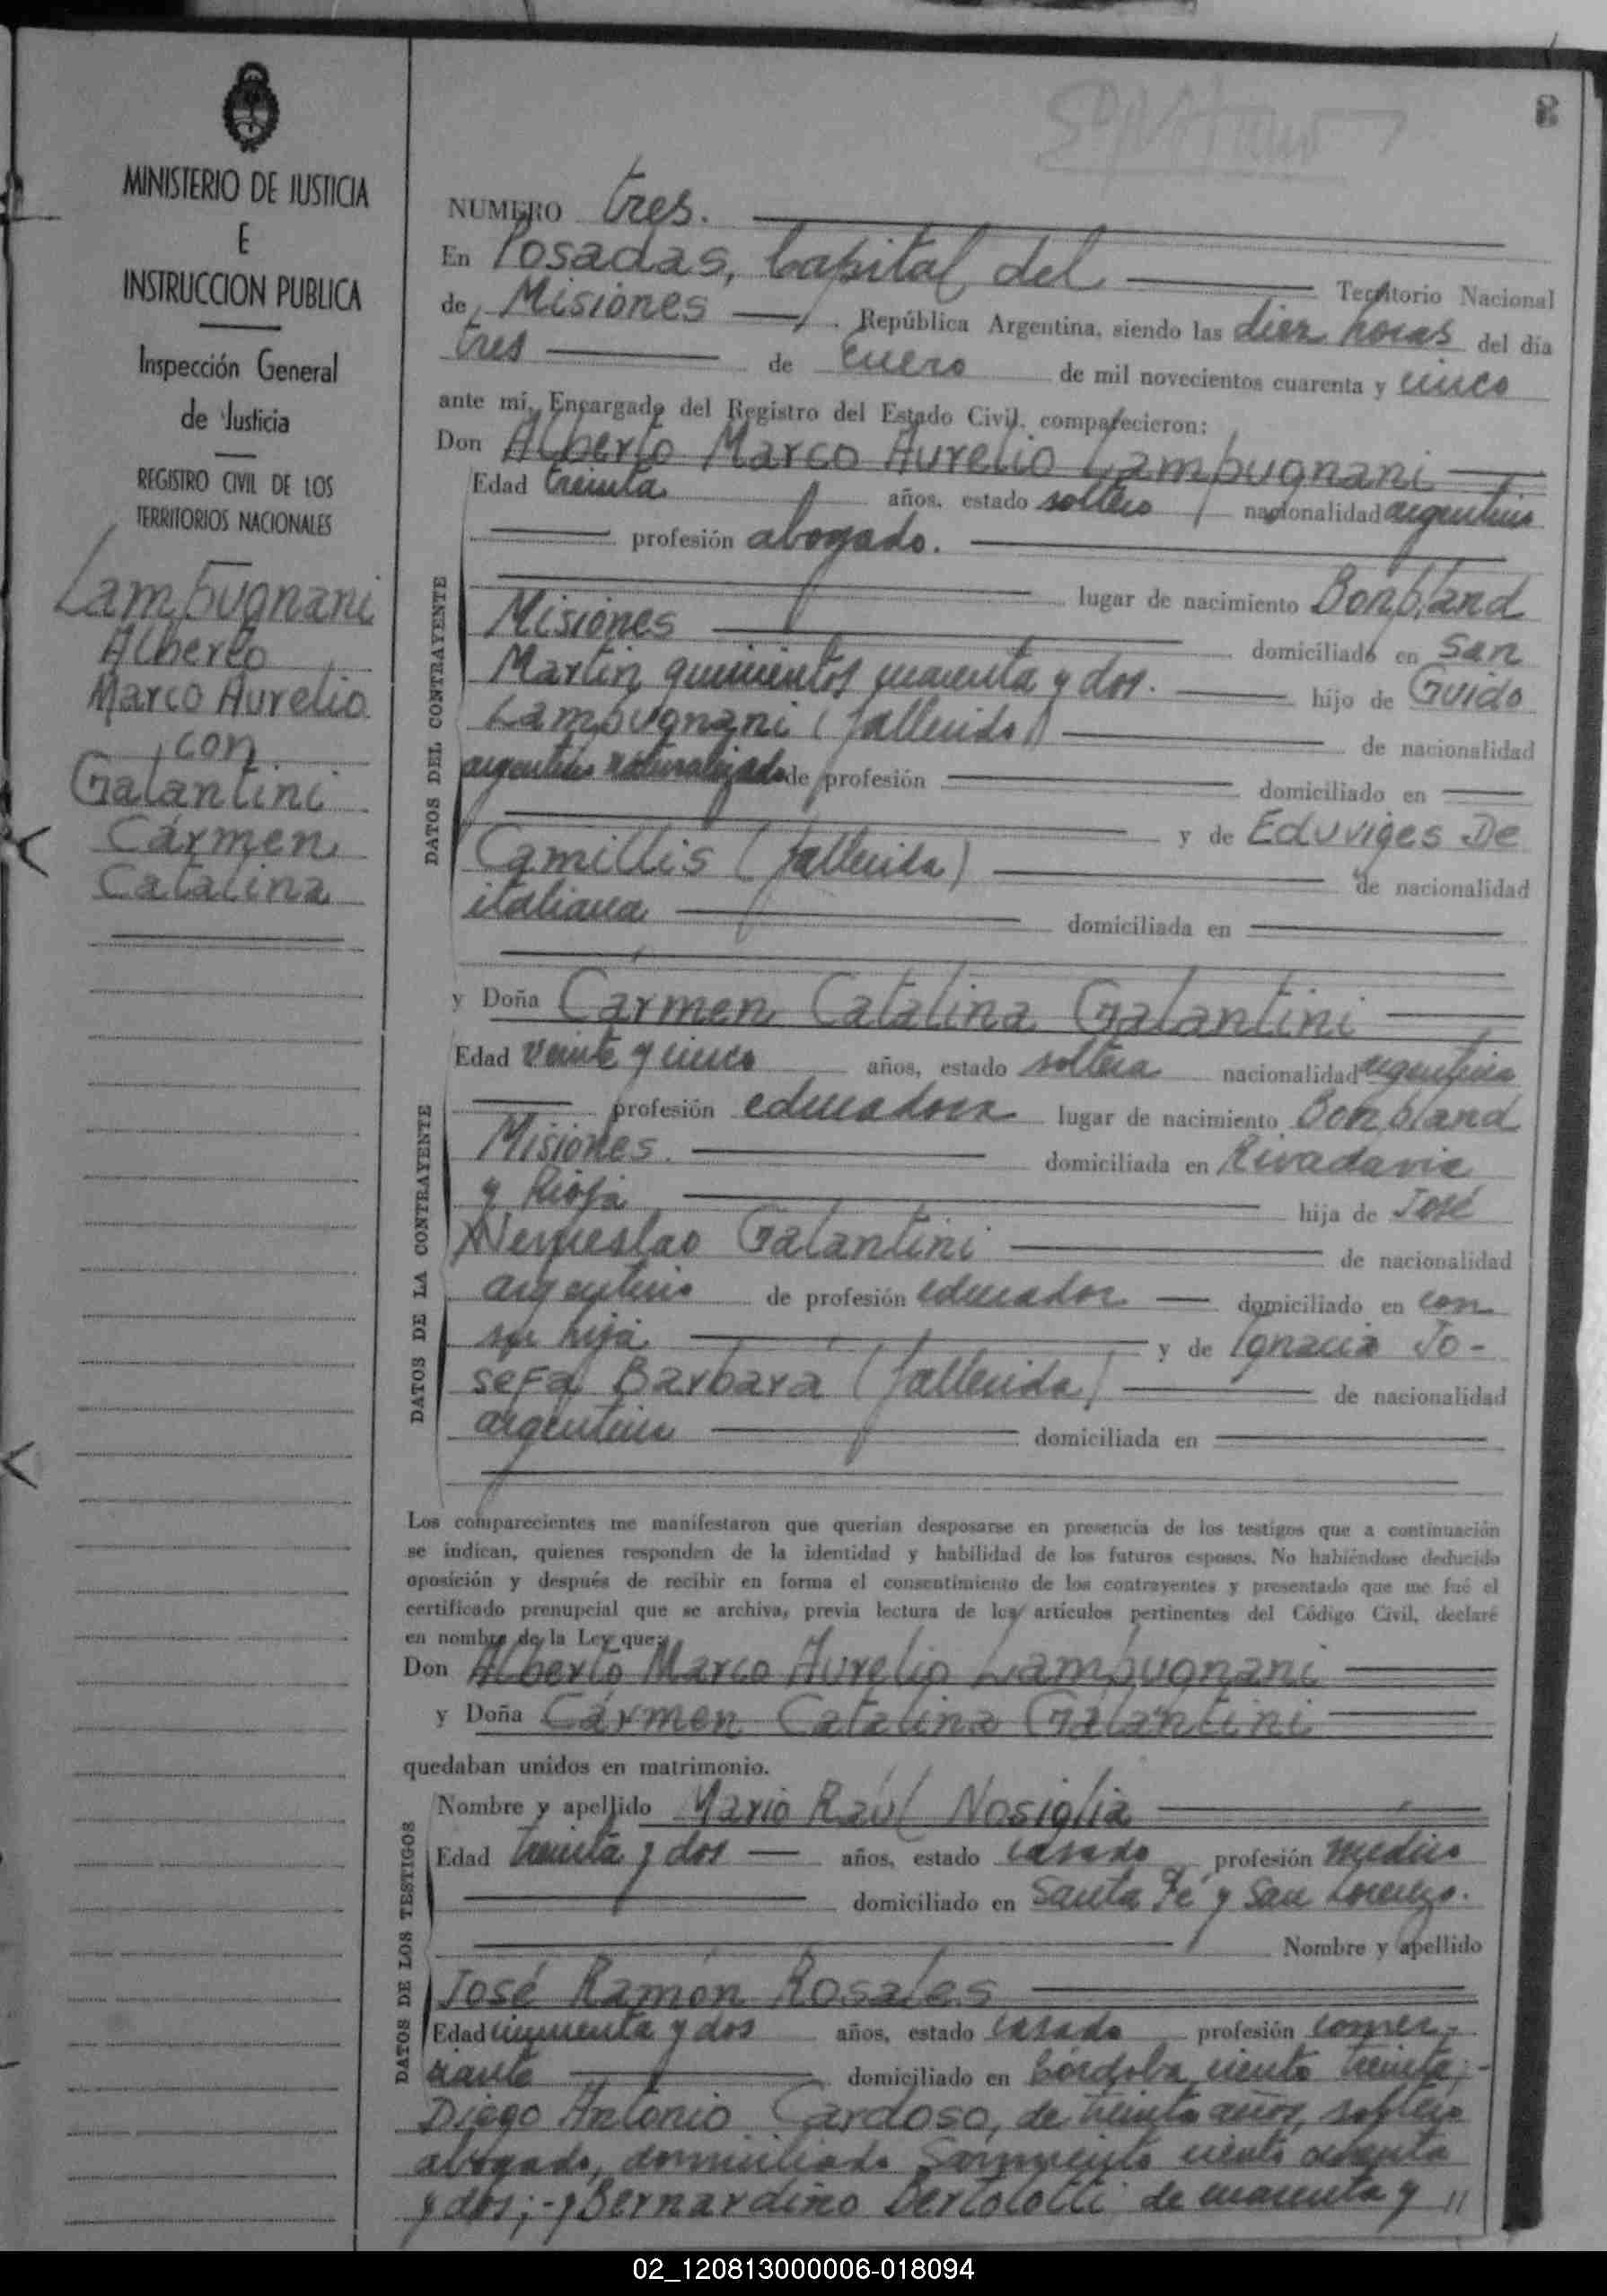 8
MINISTERIO DE JUSTICIA
E
INSTRUCCION PUBLICA
Inspección General
de Justicia
REGISTRO CIVIL DE LOS
TERRITORIOS NACIONALES
Lambugnani
Alberto
Marco Aurelio
con
Galantini
Cármen
Catalina
NUMERO tres.
En Posadas, Capital del Territorio Nacional
de Misiones República Argentina, siendo las diez horas del día
tres de enero de mil novecientos cuarenta y cinco
ante mí, Encargado del Registro del Estado Civil, comparecieron:
Don Alberto Marco Aurelio Lambugnani
DATOS DEL CONTRAYENTE
Edad treinta años, estado soltero nacionalidad argentino
profesión abogado.
lugar de nacimiento Bonpland
Misiones domiciliado en San
Martín quinientos cuarenta y dos. hijo de Guido
Lambugnani (fallecido) de nacionalidad
argentino naturalizado de profesión domiciliado en
y de Eduviges De
Camillis (fallecida) de nacionalidad
italiana domiciliada en
y Doña Cármen Catalina Galantini
DATOS DE LA CONTRAYENTE
Edad veinte y cinco años, estado soltera nacionalidad argentina
profesión educadora lugar de nacimiento Bonpland
Misiones. domiciliada en Rivadavia
y Rioja hija de José
Galantini de nacionalidad
argentino de profesión educador domiciliado en con
su hija y de Ignacia Jo-
sefa Barbara (fallecida) de nacionalidad
argentina domiciliada en
Los comparecientes me manifestaron que querían desposarse en presencia de los testigos que a continuación
se indican, quienes responden de la identidad y habilidad de los futuros esposos. No habiéndose deducido
oposición y después de recibir en forma el consentimiento de los contrayentes y presentado que me fué el
certificado prenupcial que se archiva, previa lectura de los artículos pertinentes del Código Civil, declaré
en nombre de la Ley que:
Don Alberto Marco Aurelio Lambugnani
y Doña Cármen Catalina Galantini
quedaban unidos en matrimonio.
DATOS DE LOS TESTIGOS
Nombre y apellido Mario Raúl Nosiglia
Edad treinta y dos años, estado casado profesión médico
domiciliado en Santa Fé y San Lorenzo.
Nombre y apellido
José Ramón Rosales
Edad cincuenta y dos años, estado casado profesión comer-
ciante domiciliado en Córdoba ciento treinta;-
Diego Antonio Cardoso, de treinta años, soltero
abogado, domiciliado Sarmiento ciento ochenta
y dos;- y Bernardino Bertolotti de cuarenta y //
02_120813000006-018094